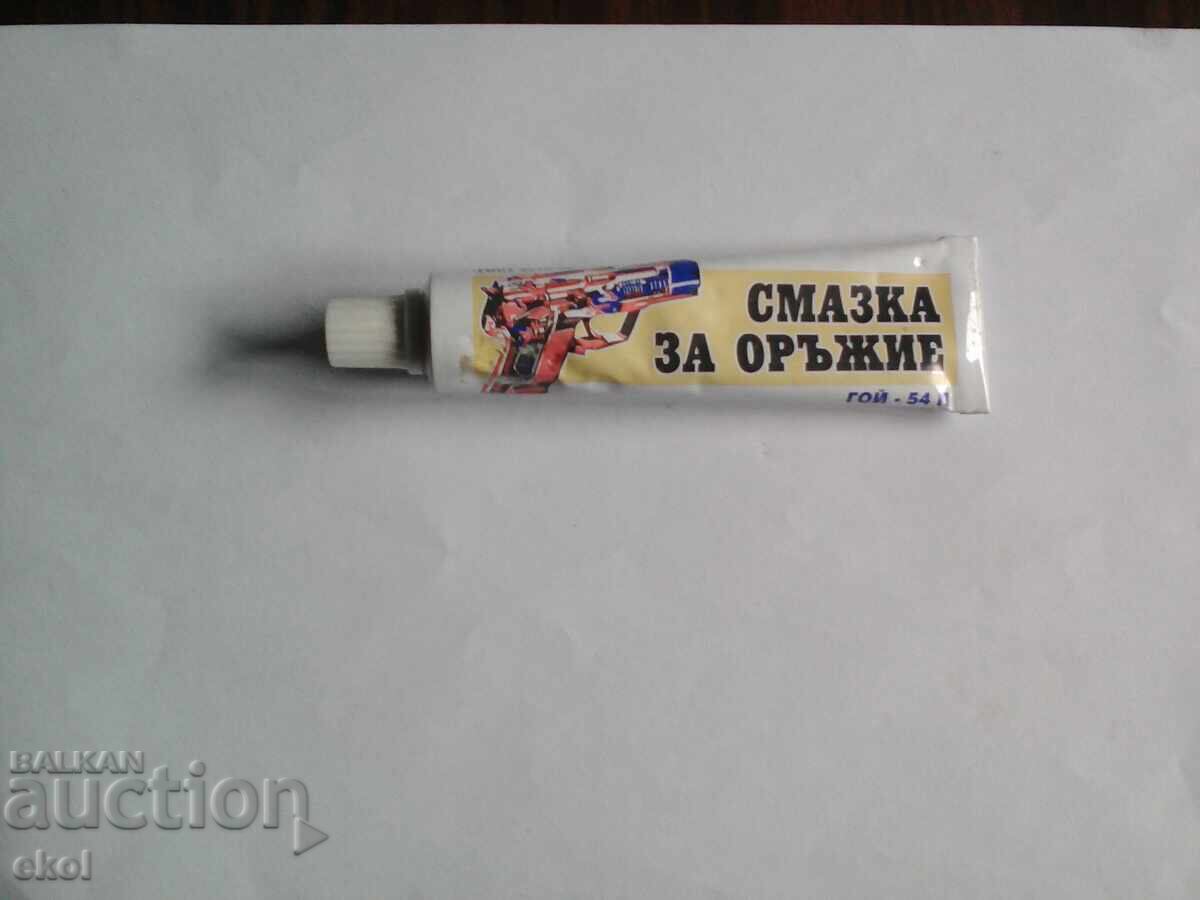 СМАЗКА
ЗА ОРЪЖИЕ
ГОЙ - 54 П
BALKAN
auction
ekol